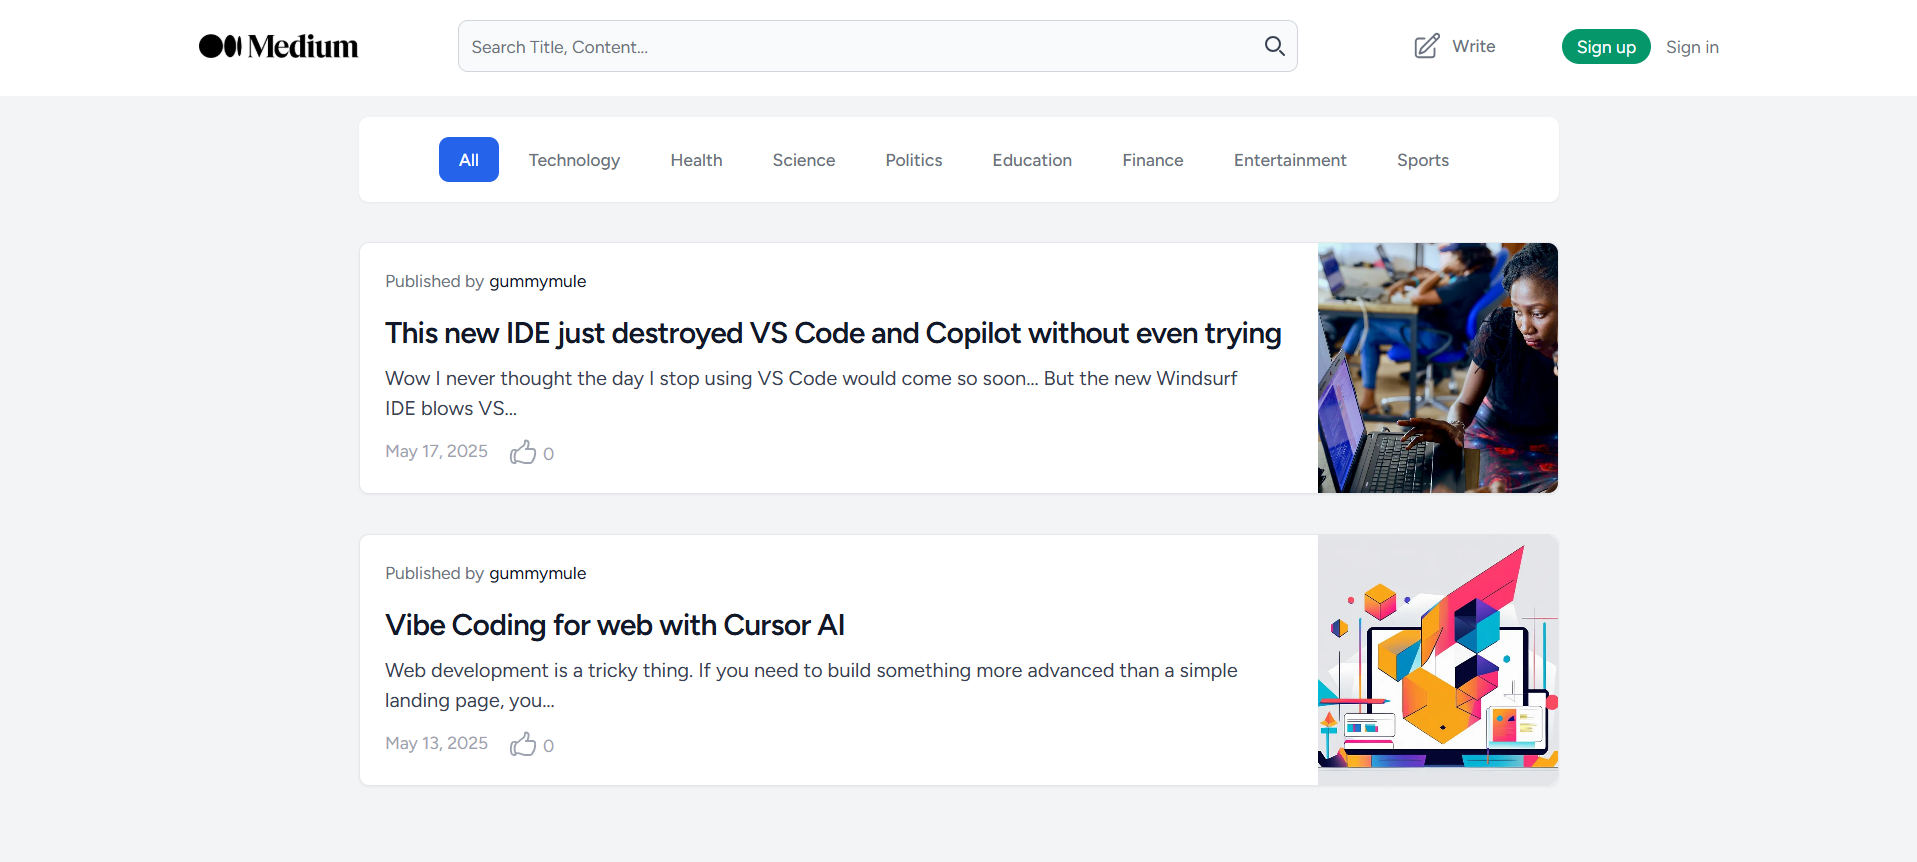 Medium
Search Title, Content...
Write
Sign up
Sign in
All
Technology
Health
Science
Politics
Education
Finance
Entertainment
Sports
Published by gummymule
This new IDE just destroyed VS Code and Copilot without even trying
Wow I never thought the day I stop using VS Code would come so soon... But the new Windsurf
IDE blows VS...
May 17, 2025
0
Published by gummymule
Vibe Coding for web with Cursor AI
Web development is a tricky thing. If you need to build something more advanced than a simple
landing page, you...
May 13, 2025
0